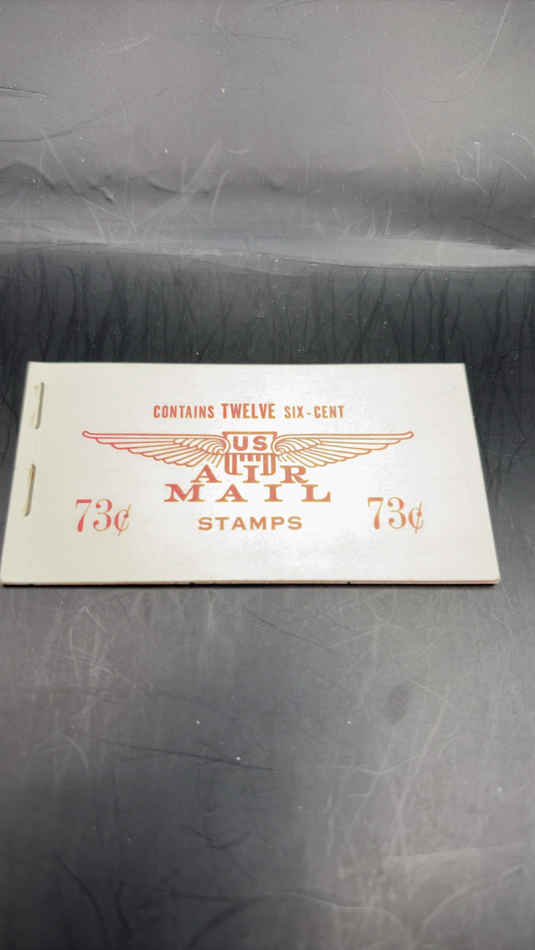 CONTAINS TWELVE SIX-CENT
US
AIR
MAIL
73¢ STAMPS 73¢